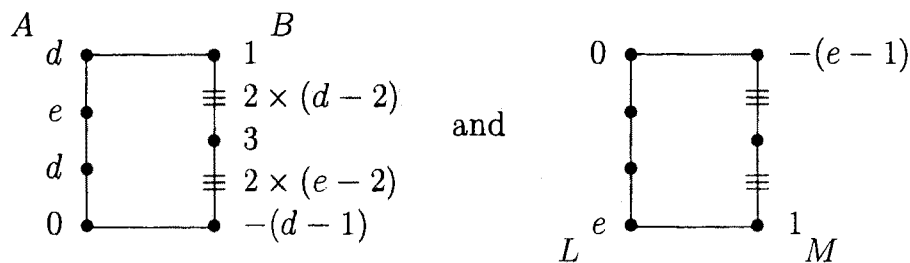 A B
d 1 0 −(e − 1)
2 × (d − 2)
e
3 and
d
2 × (e − 2)
0 −(d − 1) e 1
L M